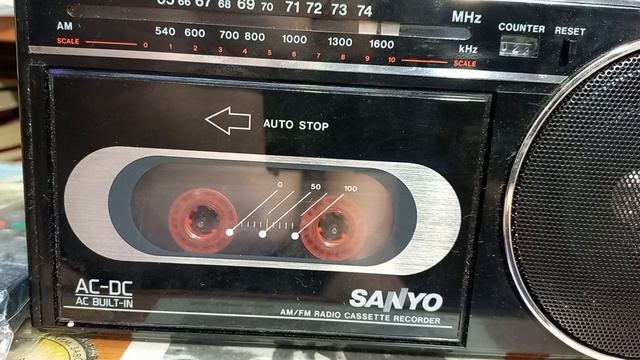 65 66 67 68 69 70 71 72 73 74 MHz
COUNTER RESET
AM 540 600 700 800 1000 1300 1600 kHz
SCALE 0 1 2 3 4 5 6 7 8 9 10 SCALE
AUTO STOP
0 50 100
AC-DC
AC BUILT-IN
SANYO
AM/FM RADIO CASSETTE RECORDER